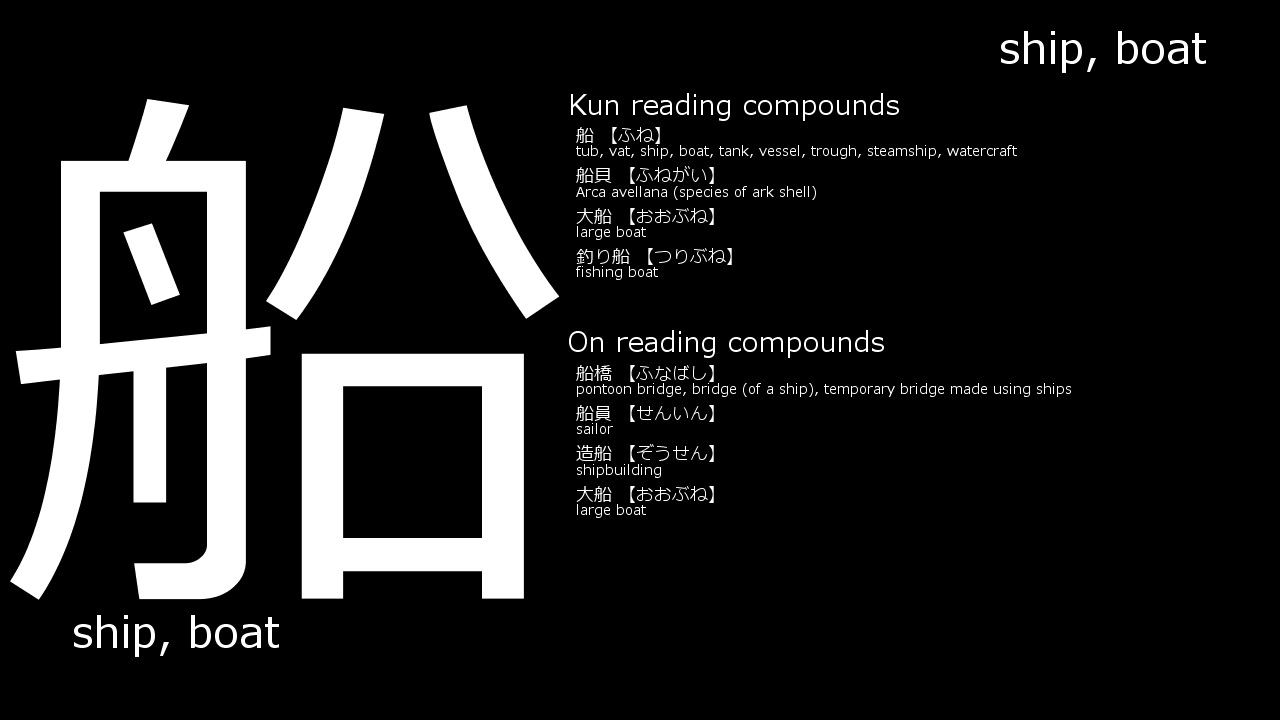 ship, boat
船
Kun reading compounds
船 【ふね】
tub, vat, ship, boat, tank, vessel, trough, steamship, watercraft
船貝 【ふねがい】
Arca avellana (species of ark shell)
大船 【おおぶね】
large boat
釣り船 【つりぶね】
fishing boat
On reading compounds
船橋 【ふなばし】
pontoon bridge, bridge (of a ship), temporary bridge made using ships
船員 【せんいん】
sailor
造船 【ぞうせん】
shipbuilding
大船 【おおぶね】
large boat
ship, boat